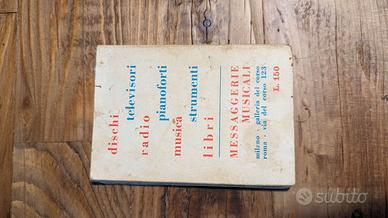 dischi
televisori
radio
pianoforti
musica
strumenti
libri
MESSAGGERIE
MUSICALI
milano - galleria del corso
roma - via del corso 123
L. 150
subito